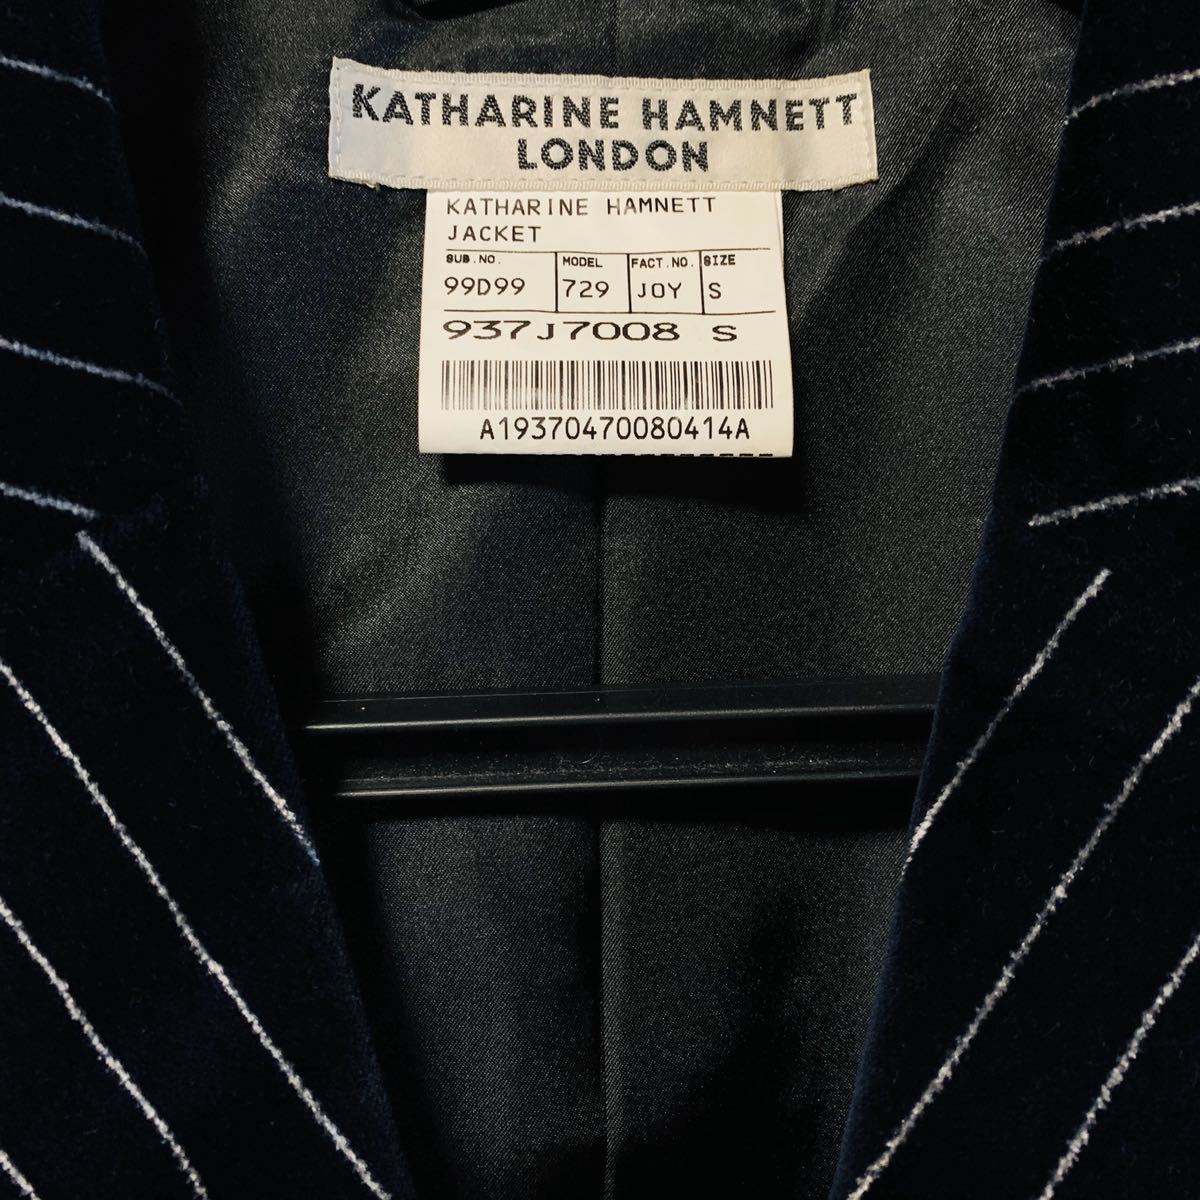 KATHARINE HAMNETT
LONDON
KATHARINE HAMNETT
JACKET
SUB.NO. MODEL FACT.NO. SIZE
99D99 729 JOY S
937J7008 S
A19370470080414A